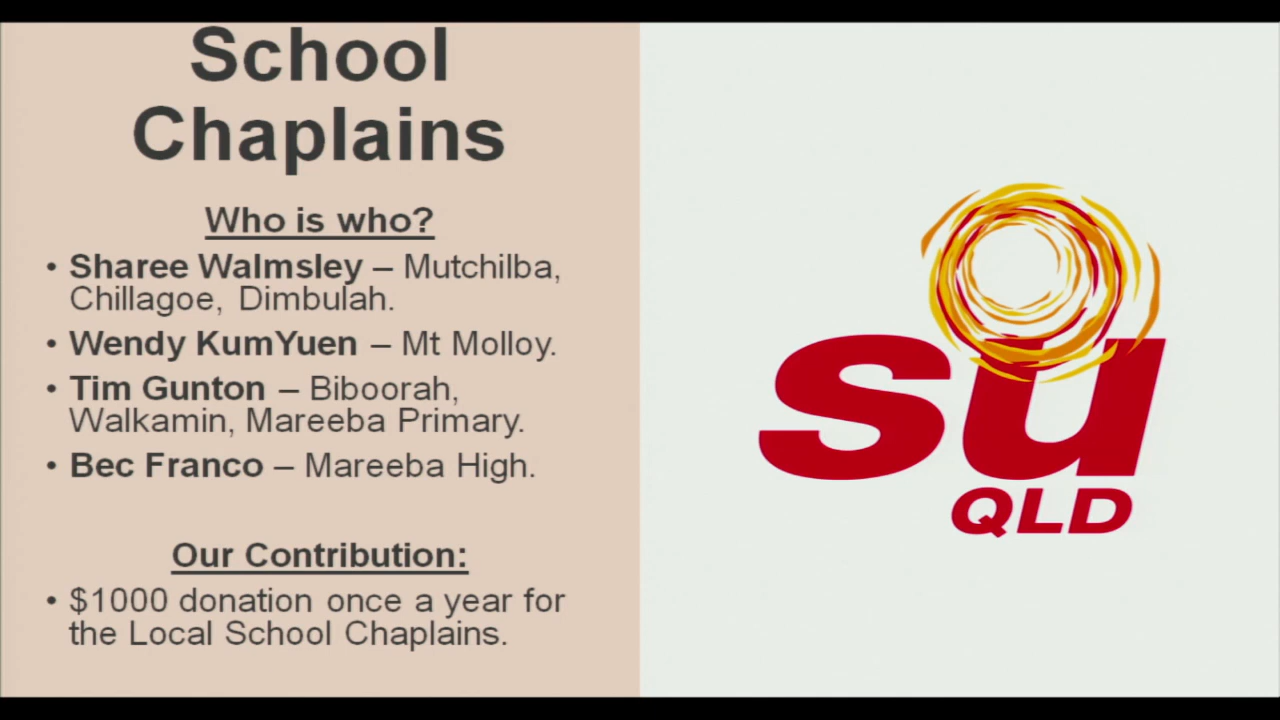 School
Chaplains
Who is who?
• Sharee Walmsley – Mutchilba,
Chillagoe, Dimbulah.
• Wendy KumYuen – Mt Molloy.
• Tim Gunton – Biboorah,
Walkamin, Mareeba Primary.
• Bec Franco – Mareeba High.
Our Contribution:
• $1000 donation once a year for
the Local School Chaplains.
su
QLD